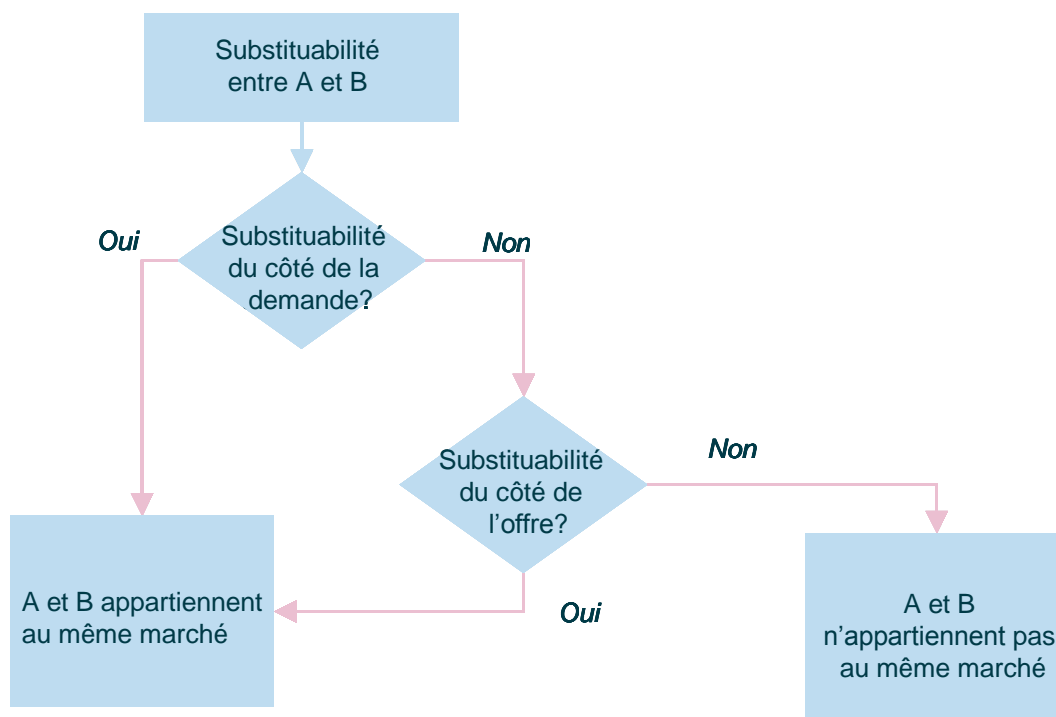 Substituabilité
entre A et B
Oui
Substituabilité
du côté de la
demande?
Non
Substituabilité
du côté de
l’offre?
Non
A et B appartiennent
au même marché
Oui
A et B
n’appartiennent pas
au même marché